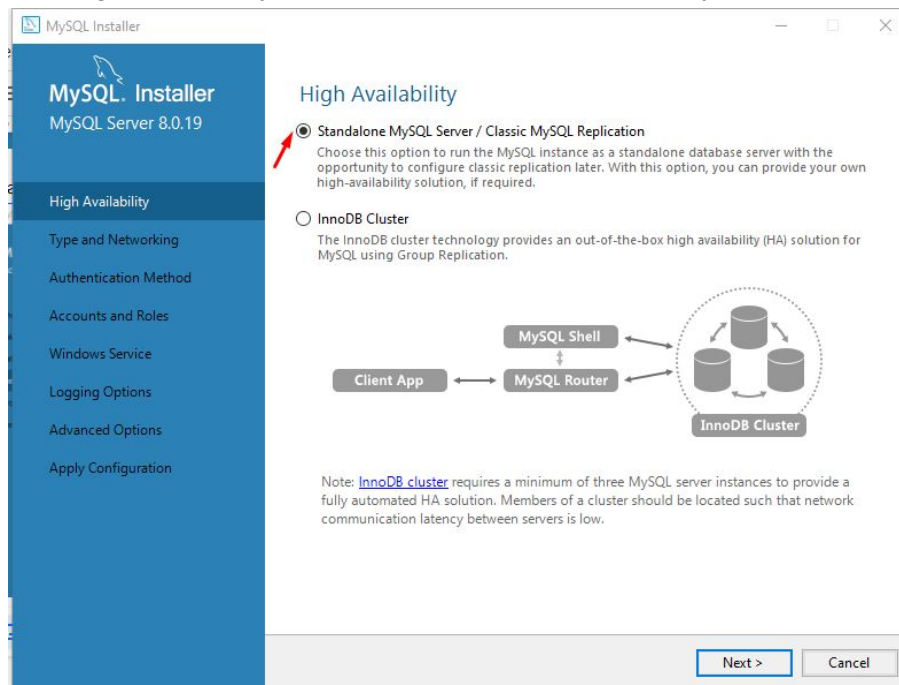 MySQL Installer
MySQL. Installer
MySQL Server 8.0.19
High Availability
Type and Networking
Authentication Method
Accounts and Roles
Windows Service
Logging Options
Advanced Options
Apply Configuration
High Availability
Standalone MySQL Server / Classic MySQL Replication
Choose this option to run the MySQL instance as a standalone database server with the
opportunity to configure classic replication later. With this option, you can provide your own
high-availability solution, if required.
InnoDB Cluster
The InnoDB cluster technology provides an out-of-the-box high availability (HA) solution for
MySQL using Group Replication.
MySQL Shell
Client App
MySQL Router
InnoDB Cluster
Note: InnoDB cluster requires a minimum of three MySQL server instances to provide a
fully automated HA solution. Members of a cluster should be located such that network
communication latency between servers is low.
Next >
Cancel